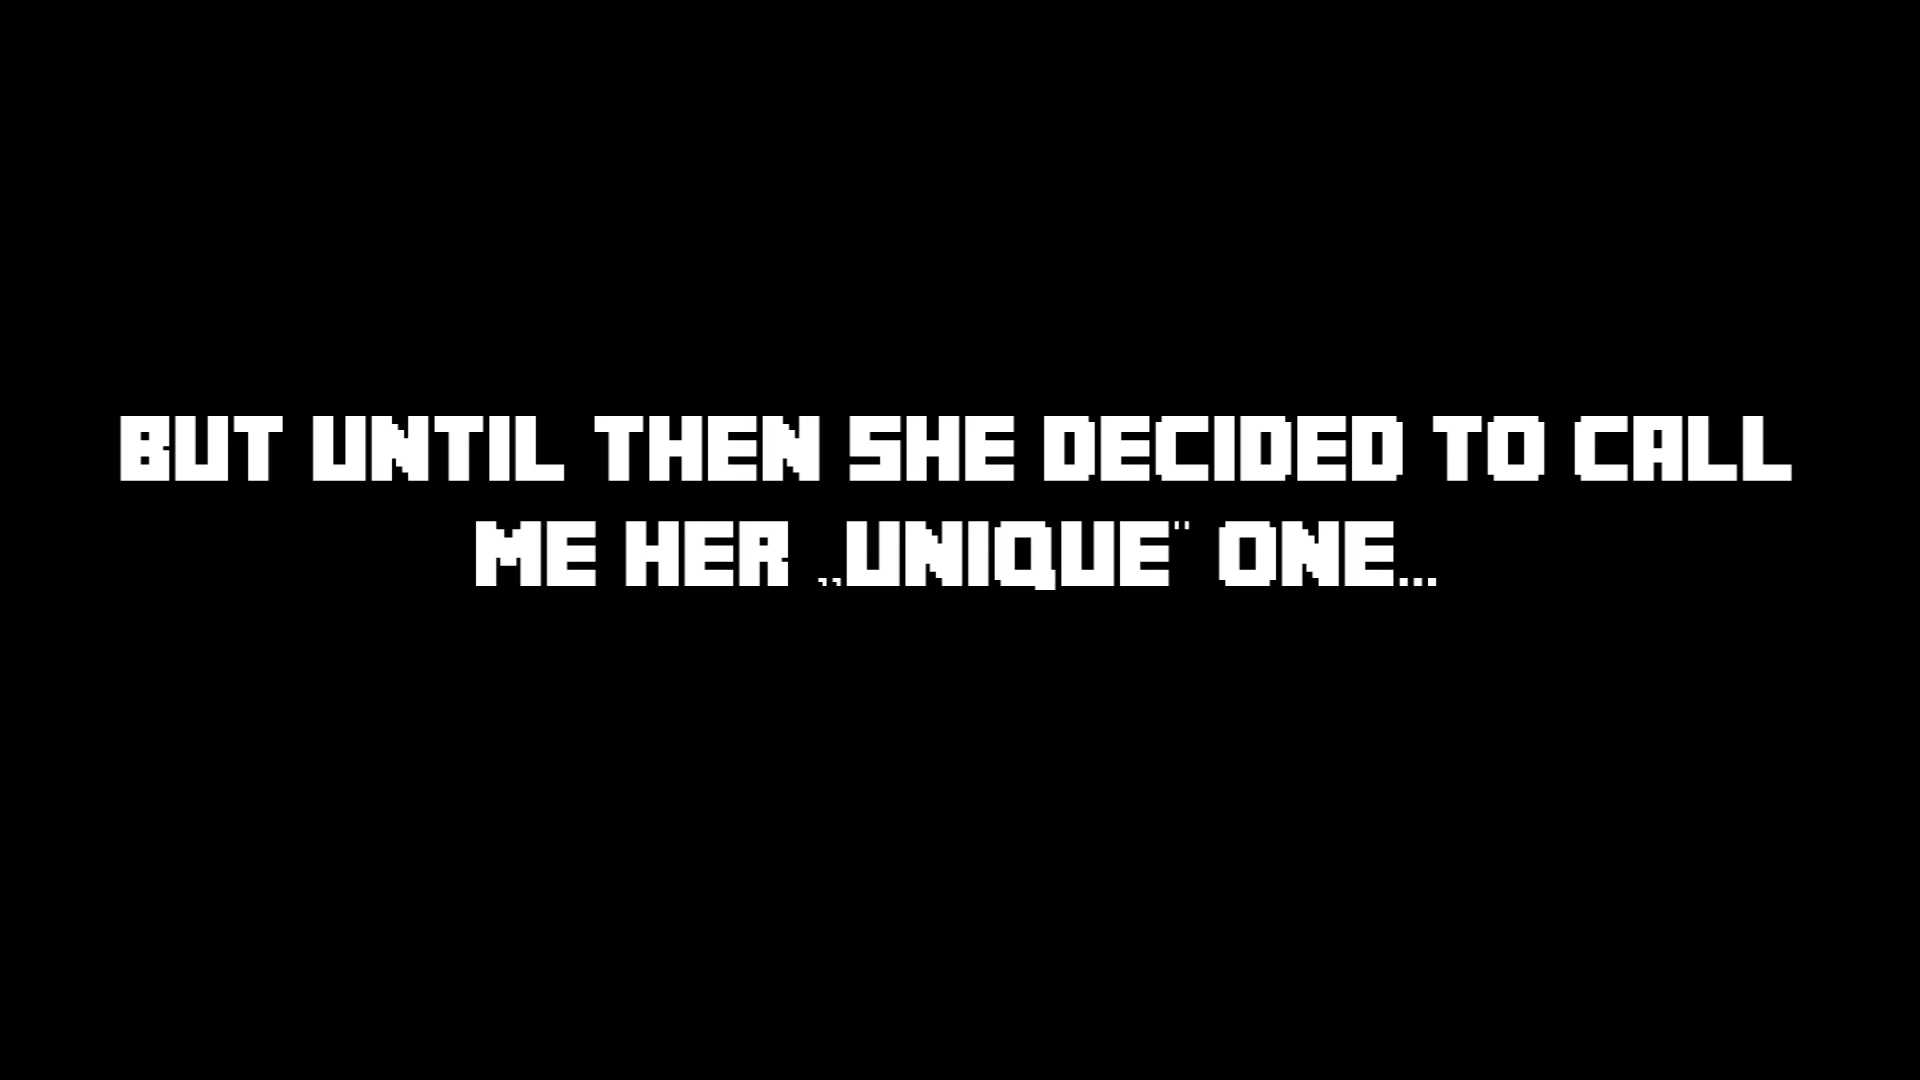 BUT UNTIL THEN SHE DECIDED TO CALL
ME HER „UNIQUE" ONE...